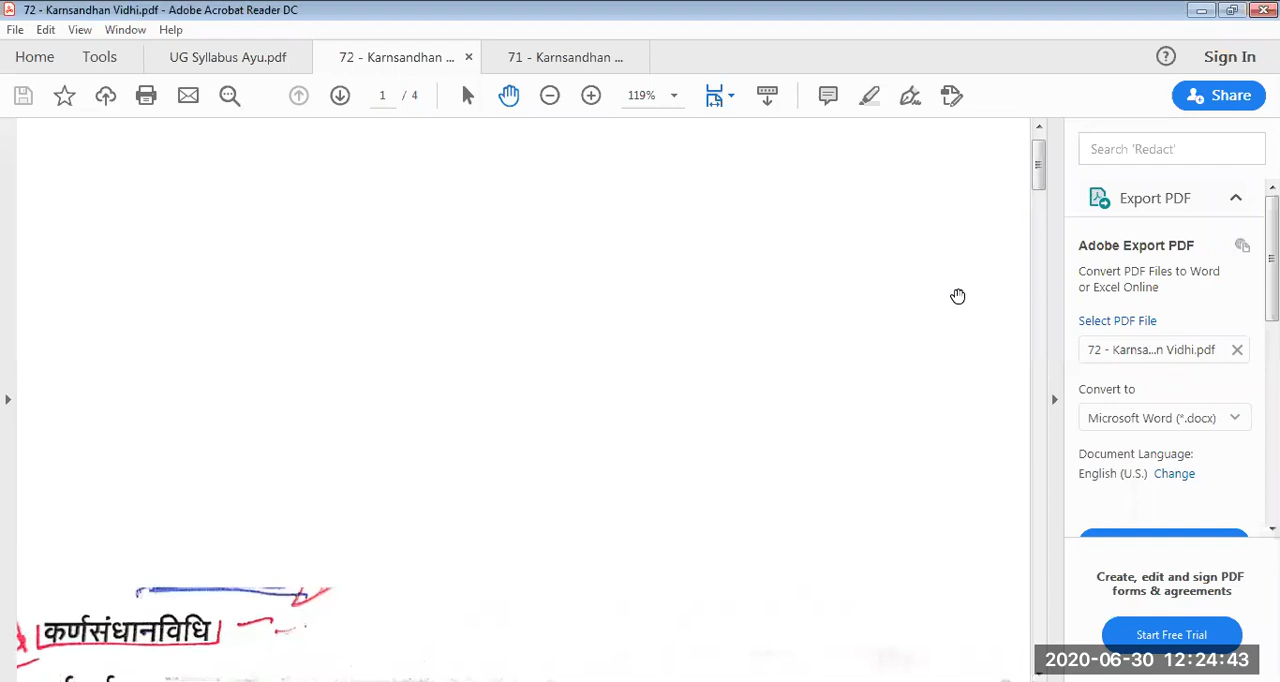 72 - Karnsandhan Vidhi.pdf - Adobe Acrobat Reader DC
File Edit View Window Help
Home Tools UG Syllabus Ayu.pdf 72 - Karnsandhan ... × 71 - Karnsandhan ... Sign In
1 / 4 119% Share
Search 'Redact'
Export PDF
Adobe Export PDF
Convert PDF Files to Word
or Excel Online
Select PDF File
72 - Karnsa...n Vidhi.pdf
Convert to
Microsoft Word (*.docx)
Document Language:
English (U.S.) Change
Create, edit and sign PDF
forms & agreements
Start Free Trial
कर्णसंधानविधि
2020-06-30 12:24:43